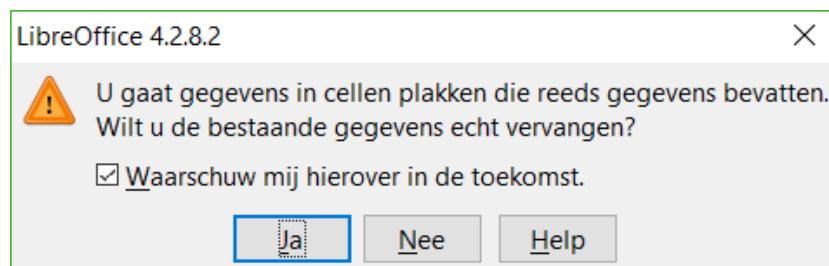 LibreOffice 4.2.8.2
U gaat gegevens in cellen plakken die reeds gegevens bevatten.
Wilt u de bestaande gegevens echt vervangen?
Waarschuw mij hierover in de toekomst.
Ja Nee Help